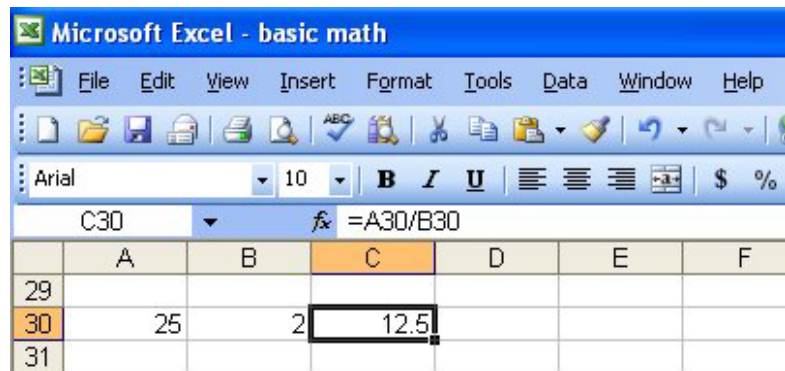 Microsoft Excel - basic math
File Edit View Insert Format Tools Data Window Help
ABC
Arial 10 B I U a $ %
C30 fx =A30/B30
A B C D E F
29
30 25 2 12.5
31